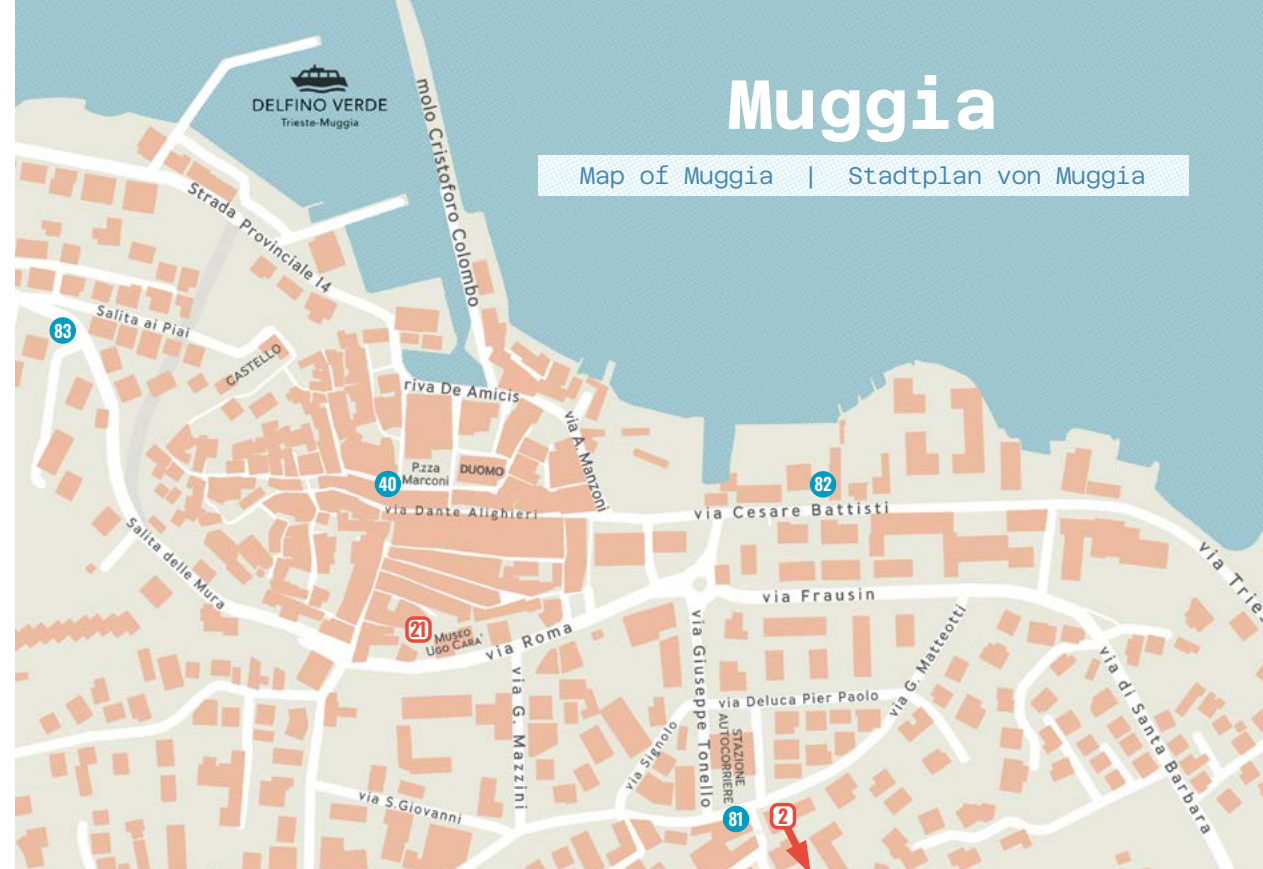 DELFINO VERDE
Trieste-Muggia
Muggia
Map of Muggia | Stadtplan von Muggia
molo Cristoforo Colombo
Strada Provinciale 14
Salita ai Piai
83
CASTELLO
riva De Amicis
via A. Manzoni
P.zza
Marconi
DUOMO
40
82
via Dante Alighieri
via Cesare Battisti
Salita delle Mura
via Trie
via Frausin
21
MUSEO
UGO CARA'
via Roma
via Giuseppe Tonello
via G. Matteotti
via di Santa Barbara
via G. Mazzini
via Deluca Pier Paolo
via Signolo
STAZIONE
AUTOCORRIERE
via S.Giovanni
81
2